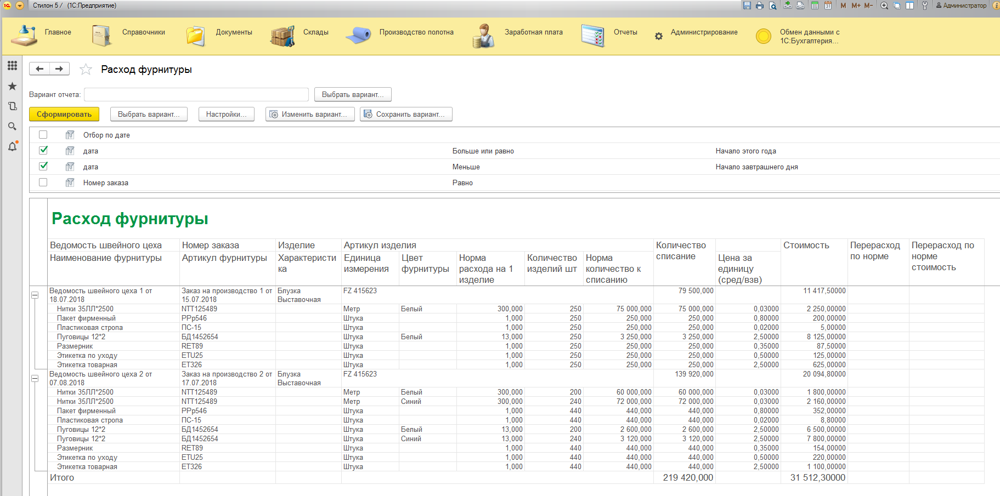 Стилон 5 /   (1С:Предприятие)
M M+ M- Администратор
Главное Справочники Документы Склады Производство полотна Заработная плата Отчеты Администрирование Обмен данными с
1С:Бухгалтерия...
Расход фурнитуры
Вариант отчета: Выбрать вариант...
Сформировать Выбрать вариант... Настройки... Изменить вариант... Сохранить вариант...
Отбор по дате
дата Больше или равно Начало этого года
дата Меньше Начало завтрашнего дня
Номер заказа Равно
Расход фурнитуры
Ведомость швейного цеха Номер заказа Изделие Артикул изделия Количество Стоимость Перерасход Перерасход по
списание по норме норме
стоимость
Наименование фурнитуры Артикул фурнитуры Характеристи Единица Цвет Норма Количество Норма Цена за
ка измерения фурнитуры расхода на 1 изделий шт количество к единицу
изделие списанию (сред/взв)
Ведомость швейного цеха 1 от Заказ на производство 1 от Блузка FZ 415623 79 500,000 11 417,50000
18.07.2018 15.07.2018 Выставочная
Нитки 35ЛЛ*2500 NTT125489 Метр Белый 300,000 250 75 000,000 75 000,000 0,03000 2 250,00000
Пакет фирменный PPp546 Штука 1,000 250 250,000 250,000 0,80000 200,00000
Пластиковая стропа ПС-15 Штука 1,000 250 250,000 250,000 0,02000 5,00000
Пуговицы 12*2 БД1452654 Штука Белый 13,000 250 3 250,000 3 250,000 2,50000 8 125,00000
Размерник RET89 Штука 1,000 250 250,000 250,000 0,35000 87,50000
Этикетка по уходу ETU25 Штука 1,000 250 250,000 250,000 0,50000 125,00000
Этикетка товарная ET326 Штука 1,000 250 250,000 250,000 2,50000 625,00000
Ведомость швейного цеха 2 от Заказ на производство 2 от Блузка FZ 415623 139 920,000 20 094,80000
07.08.2018 17.07.2018 Выставочная
Нитки 35ЛЛ*2500 NTT125489 Метр Белый 300,000 200 60 000,000 60 000,000 0,03000 1 800,00000
Нитки 35ЛЛ*2500 NTT125489 Метр Синий 300,000 240 72 000,000 72 000,000 0,03000 2 160,00000
Пакет фирменный PPp546 Штука 1,000 440 440,000 440,000 0,80000 352,00000
Пластиковая стропа ПС-15 Штука 1,000 440 440,000 440,000 0,02000 8,80000
Пуговицы 12*2 БД1452654 Штука Белый 13,000 200 2 600,000 2 600,000 2,50000 6 500,00000
Пуговицы 12*2 БД1452654 Штука Синий 13,000 240 3 120,000 3 120,000 2,50000 7 800,00000
Размерник RET89 Штука 1,000 440 440,000 440,000 0,35000 154,00000
Этикетка по уходу ETU25 Штука 1,000 440 440,000 440,000 0,50000 220,00000
Этикетка товарная ET326 Штука 1,000 440 440,000 440,000 2,50000 1 100,00000
Итого 219 420,000 31 512,30000